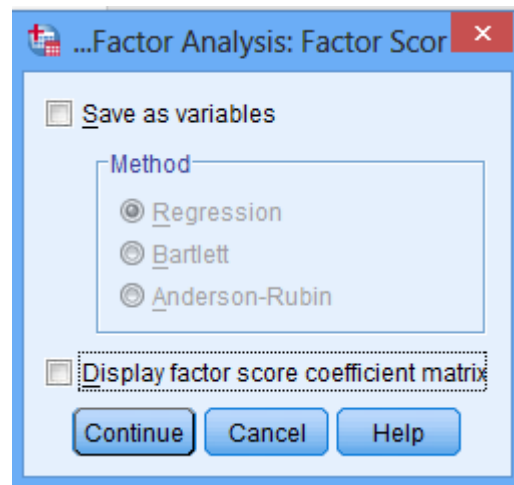 ...Factor Analysis: Factor Scor
Save as variables
Method
Regression
Bartlett
Anderson-Rubin
Display factor score coefficient matrix
Continue Cancel Help